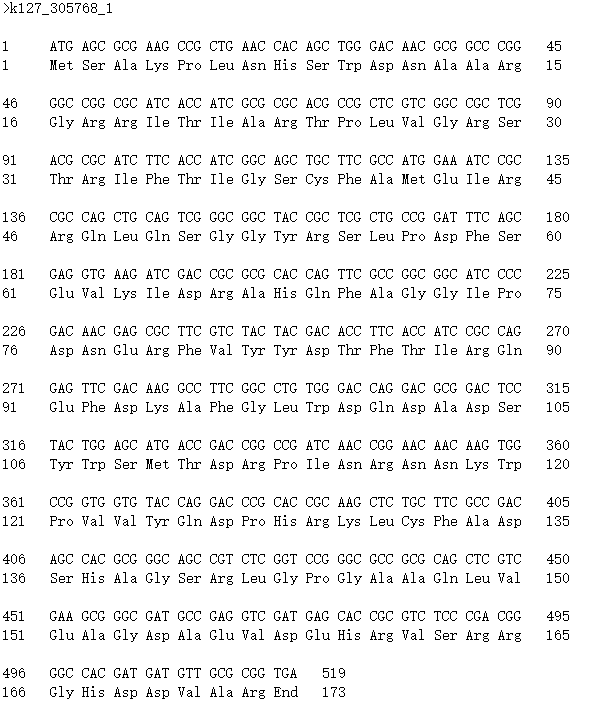 >k127_305768_1
1 ATG AGC GCG AAG CCG CTG AAC CAC AGC TGG GAC AAC GCG GCC CGG 45
1 Met Ser Ala Lys Pro Leu Asn His Ser Trp Asp Asn Ala Ala Arg 15
46 GGC CGG CGC ATC ACC ATC GCG CGC ACG CCG CTC GTC GGC CGC TCG 90
16 Gly Arg Arg Ile Thr Ile Ala Arg Thr Pro Leu Val Gly Arg Ser 30
91 ACG CGC ATC TTC ACC ATC GGC AGC TGC TTC GCC ATG GAA ATC CGC 135
31 Thr Arg Ile Phe Thr Ile Gly Ser Cys Phe Ala Met Glu Ile Arg 45
136 CGC CAG CTG CAG TCG GGC GGC TAC CGC TCG CTG CCG GAT TTC AGC 180
46 Arg Gln Leu Gln Ser Gly Gly Tyr Arg Ser Leu Pro Asp Phe Ser 60
181 GAG GTG AAG ATC GAC CGC GCG CAC CAG TTC GCC GGC GGC ATC CCC 225
61 Glu Val Lys Ile Asp Arg Ala His Gln Phe Ala Gly Gly Ile Pro 75
226 GAC AAC GAG CGC TTC GTC TAC TAC GAC ACC TTC ACC ATC CGC CAG 270
76 Asp Asn Glu Arg Phe Val Tyr Tyr Asp Thr Phe Thr Ile Arg Gln 90
271 GAG TTC GAC AAG GCC TTC GGC CTG TGG GAC CAG GAC GCG GAC TCC 315
91 Glu Phe Asp Lys Ala Phe Gly Leu Trp Asp Gln Asp Ala Asp Ser 105
316 TAC TGG AGC ATG ACC GAC CGG CCG ATC AAC CGG AAC AAC AAG TGG 360
106 Tyr Trp Ser Met Thr Asp Arg Pro Ile Asn Arg Asn Asn Lys Trp 120
361 CCG GTG GTG TAC CAG GAC CCG CAC CGC AAG CTC TGC TTC GCC GAC 405
121 Pro Val Val Tyr Gln Asp Pro His Arg Lys Leu Cys Phe Ala Asp 135
406 AGC CAC GCG GGC AGC CGT CTC GGT CCG GGC GCC GCG CAG CTC GTC 450
136 Ser His Ala Gly Ser Arg Leu Gly Pro Gly Ala Ala Gln Leu Val 150
451 GAA GCG GGC GAT GCC GAG GTC GAT GAG CAC CGC GTC TCC CGA CGG 495
151 Glu Ala Gly Asp Ala Glu Val Asp Glu His Arg Val Ser Arg Arg 165
496 GGC CAC GAT GAT GTT GCG CGG TGA 519
166 Gly His Asp Asp Val Ala Arg End 173